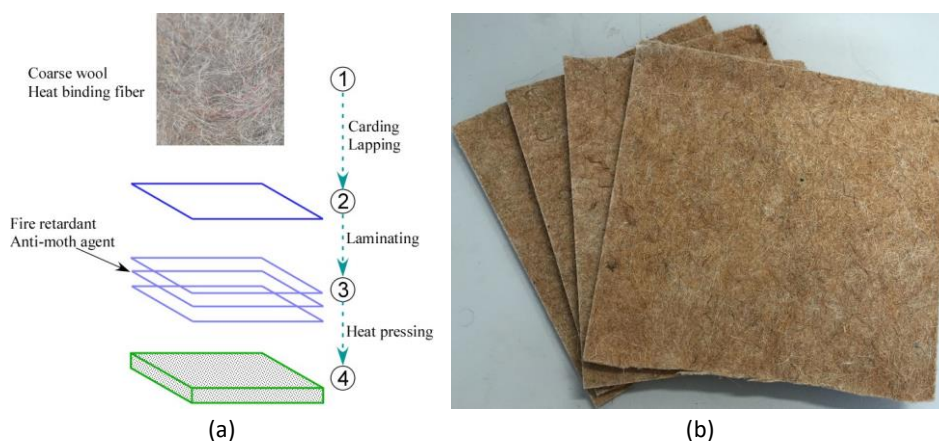 Coarse wool
Heat binding fiber
1
Carding
Lapping
2
Fire retardant
Anti-moth agent
Laminating
3
Heat pressing
4
(a)
(b)